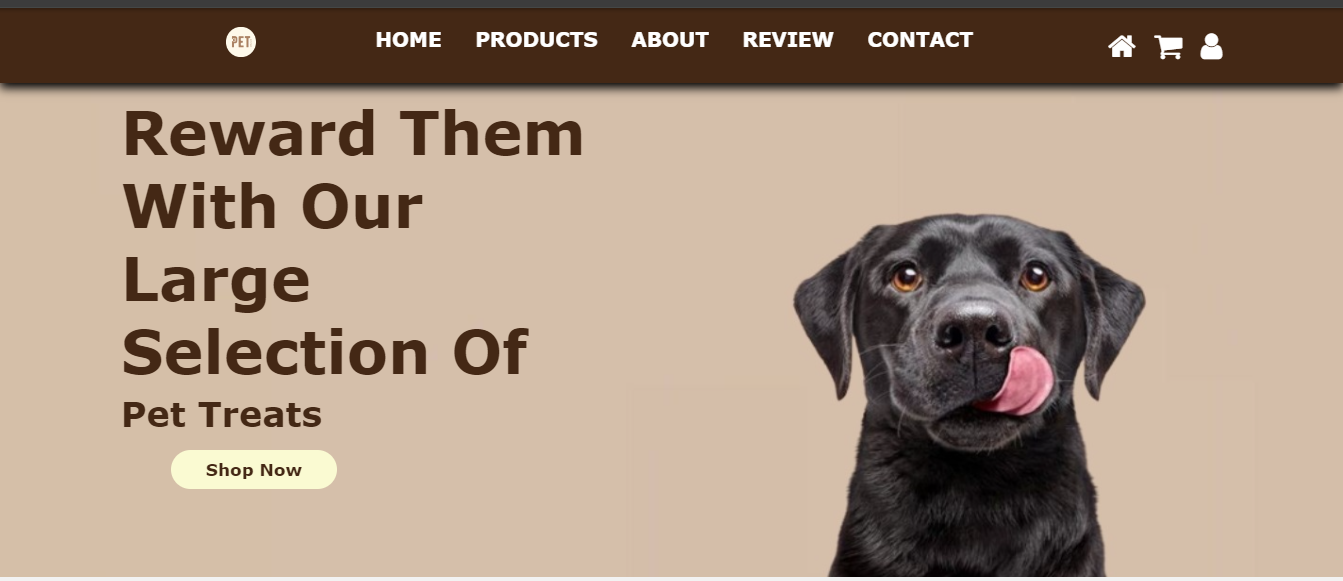 PET
HOME PRODUCTS ABOUT REVIEW CONTACT
Reward Them
With Our
Large
Selection Of
Pet Treats
Shop Now